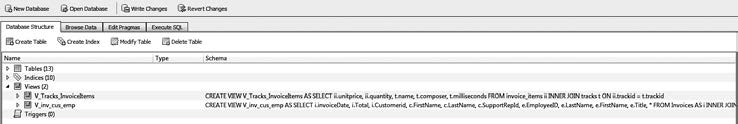 New Database Open Database Write Changes Revert Changes
Database Structure Browse Data Edit Pragmas Execute SQL
Create Table Create Index Modify Table Delete Table
Name Type Schema
Tables (13)
Indices (10)
Views (2)
V_Tracks_InvoiceItems CREATE VIEW V_Tracks_InvoiceItems AS SELECT ii.unitprice, ii.quantity, t.name, t.composer, t.milliseconds FROM invoice_items ii INNER JOIN tracks t ON ii.trackid = t.trackid
V_inv_cus_emp CREATE VIEW V_inv_cus_emp AS SELECT i.invoiceDate, i.Total, i.Customerid, c.FirstName, c.LastName, c.SupportRepId, e.EmployeeID, e.LastName, e.FirstName, e.Title, * FROM Invoices AS i INNER JOIN
Triggers (0)